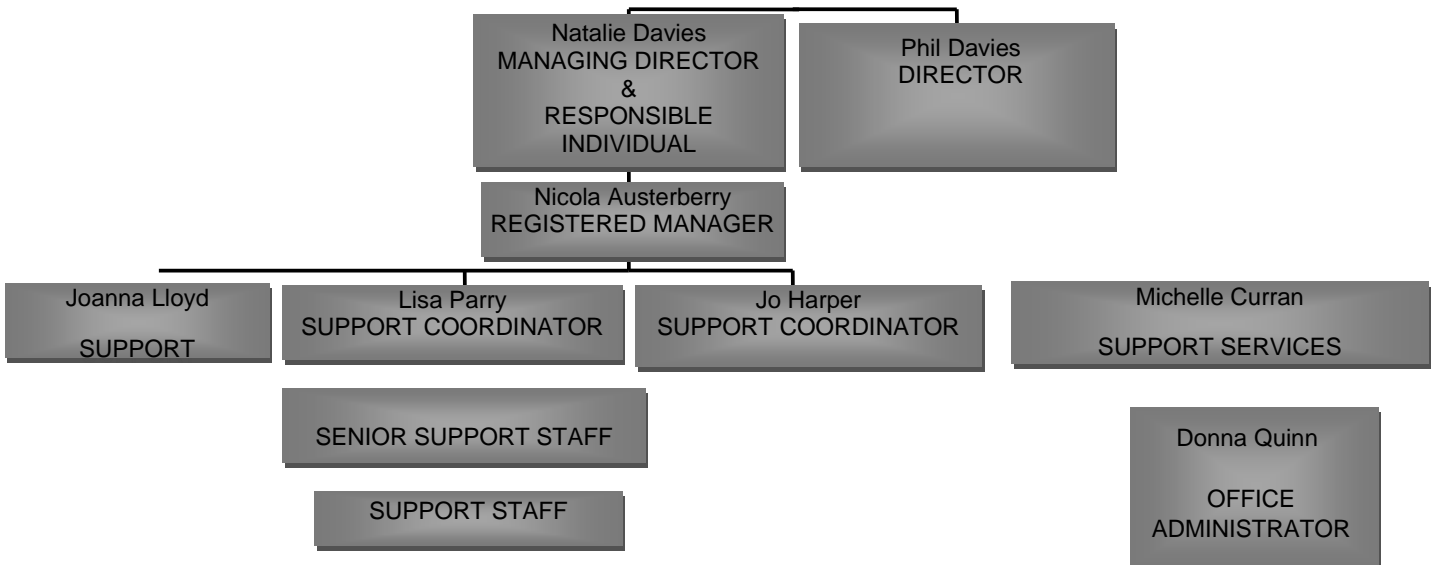 Natalie Davies
MANAGING DIRECTOR
&
RESPONSIBLE
INDIVIDUAL
Phil Davies
DIRECTOR
Nicola Austerberry
REGISTERED MANAGER
Joanna Lloyd
SUPPORT
Lisa Parry
SUPPORT COORDINATOR
Jo Harper
SUPPORT COORDINATOR
Michelle Curran
SUPPORT SERVICES
SENIOR SUPPORT STAFF
SUPPORT STAFF
Donna Quinn
OFFICE
ADMINISTRATOR